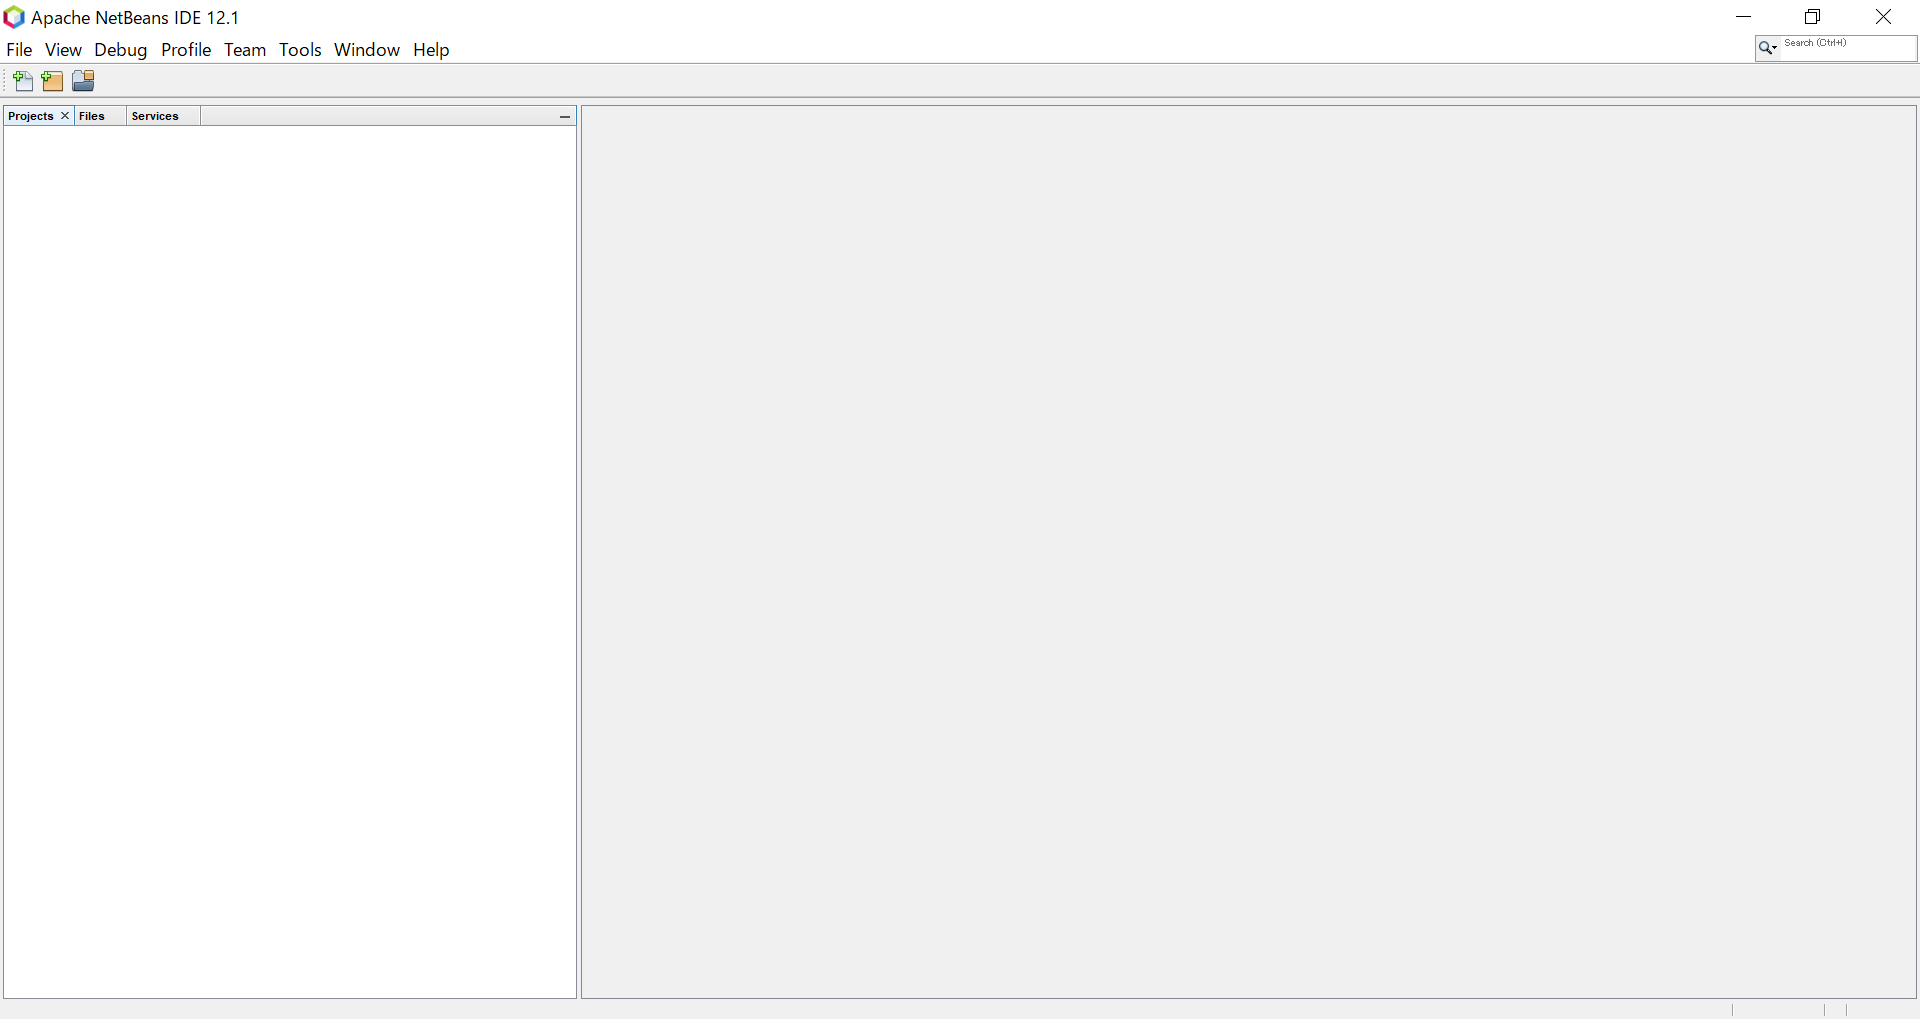 Apache NetBeans IDE 12.1
File View Debug Profile Team Tools Window Help
Search (Ctrl+I)
Projects Files Services